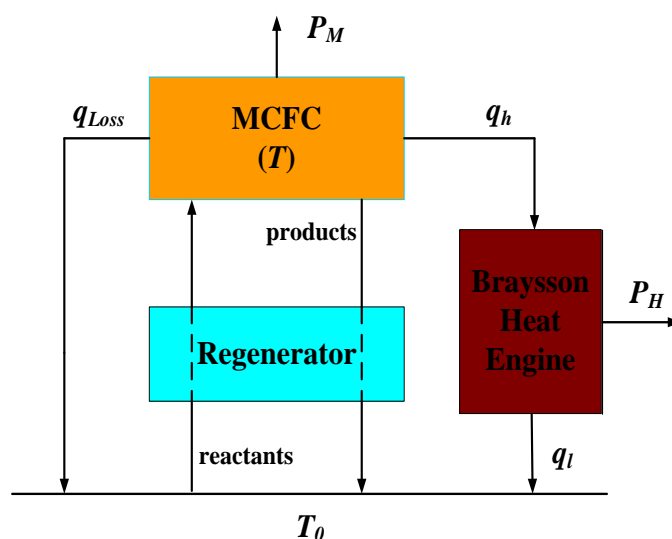 P_M
q_Loss
MCFC
(T)
q_h
products
Braysson
Heat
Engine
P_H
Regenerator
reactants
q_l
T_0